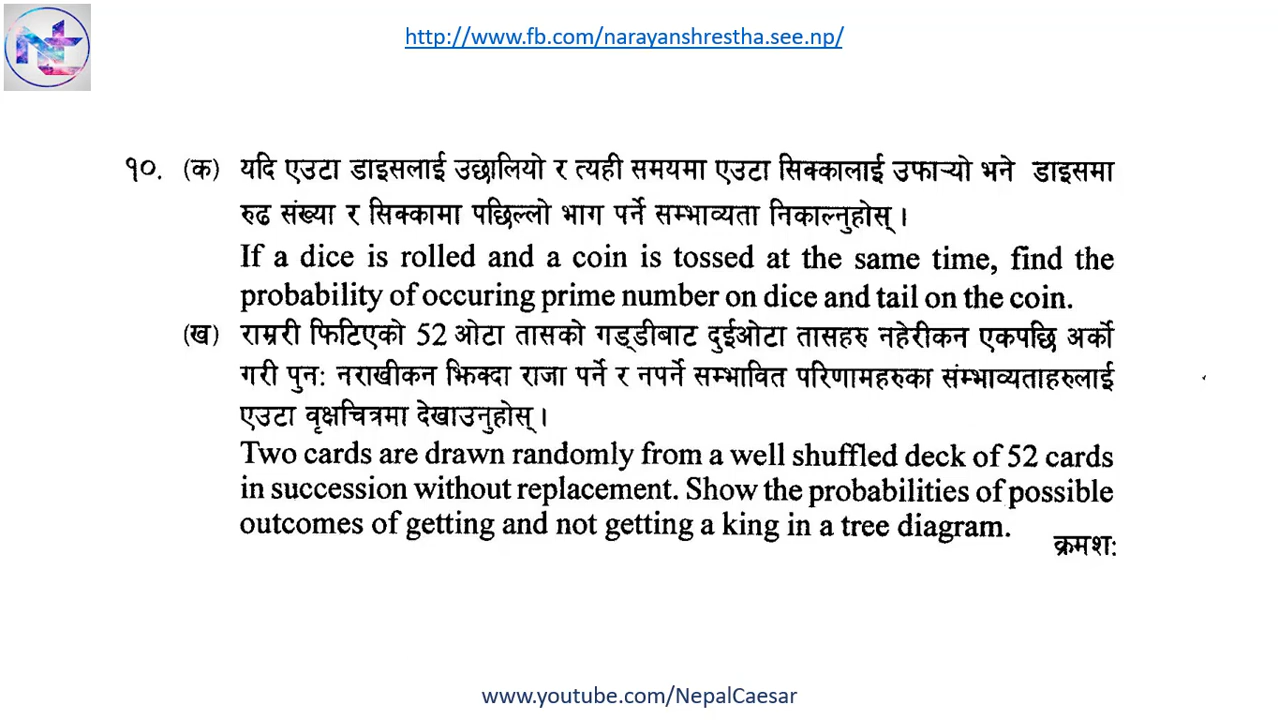 http://www.fb.com/narayanshrestha.see.np/
१०. (क) यदि एउटा डाइसलाई उछालियो र त्यही समयमा एउटा सिक्कालाई उफाऱ्यो भने डाइसमा
रुढ संख्या र सिक्कामा पछिल्लो भाग पर्ने सम्भाव्यता निकाल्नुहोस् ।
If a dice is rolled and a coin is tossed at the same time, find the
probability of occuring prime number on dice and tail on the coin.
(ख) राम्ररी फिटिएको 52 ओटा तासको गड्डीबाट दुईओटा तासहरु नहेरीकन एकपछि अर्को
गरी पुन: नराखीकन झिक्दा राजा पर्ने र नपर्ने सम्भावित परिणामहरुका संम्भाव्यताहरुलाई
एउटा वृक्षचित्रमा देखाउनुहोस् ।
Two cards are drawn randomly from a well shuffled deck of 52 cards
in succession without replacement. Show the probabilities of possible
outcomes of getting and not getting a king in a tree diagram.
क्रमश:
www.youtube.com/NepalCaesar